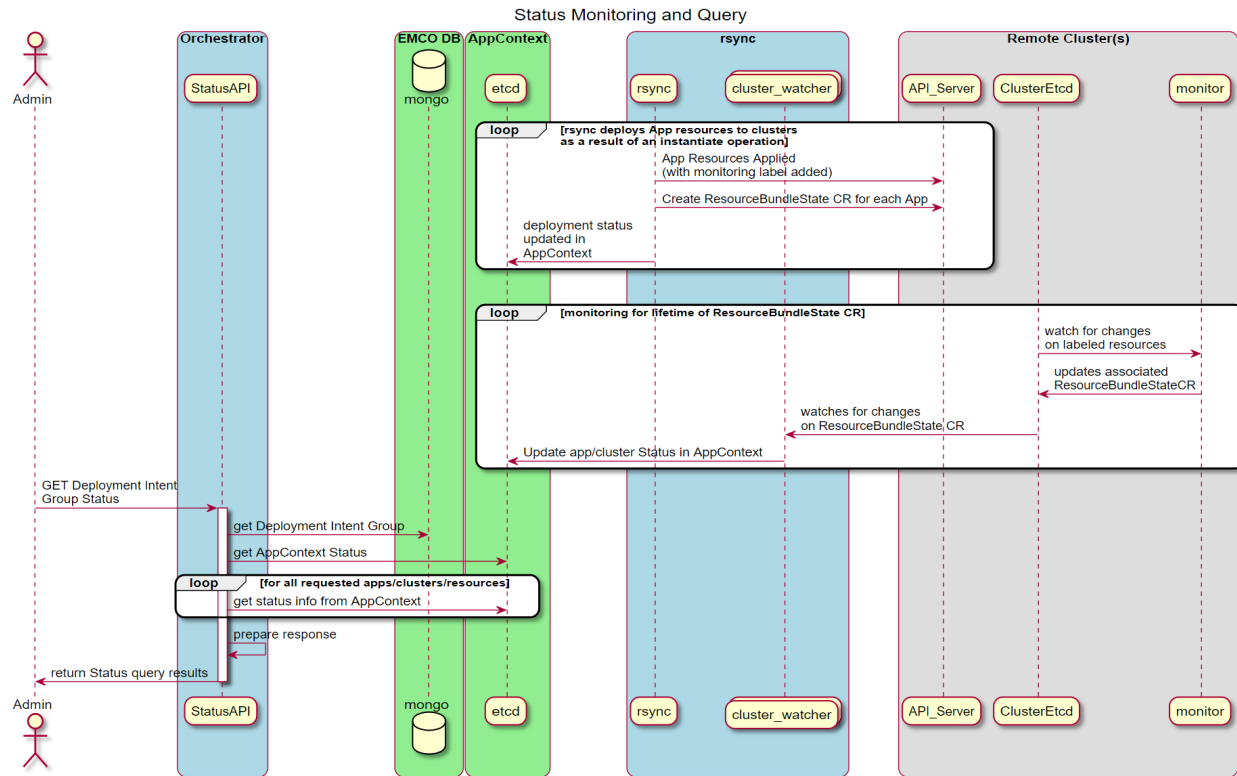 Status Monitoring and Query
Orchestrator
EMCO DB
AppContext
rsync
Remote Cluster(s)
Admin
StatusAPI
mongo
etcd
rsync
cluster_watcher
API_Server
ClusterEtcd
monitor
loop
[rsync deploys App resources to clusters
as a result of an instantiate operation]
App Resources Applied
(with monitoring label added)
Create ResourceBundleState CR for each App
deployment status
updated in
AppContext
loop
[monitoring for lifetime of ResourceBundleState CR]
watch for changes
on labeled resources
updates associated
ResourceBundleStateCR
watches for changes
on ResourceBundleState CR
Update app/cluster Status in AppContext
GET Deployment Intent
Group Status
get Deployment Intent Group
get AppContext Status
loop
[for all requested apps/clusters/resources]
get status info from AppContext
prepare response
return Status query results
Admin
StatusAPI
mongo
etcd
rsync
cluster_watcher
API_Server
ClusterEtcd
monitor